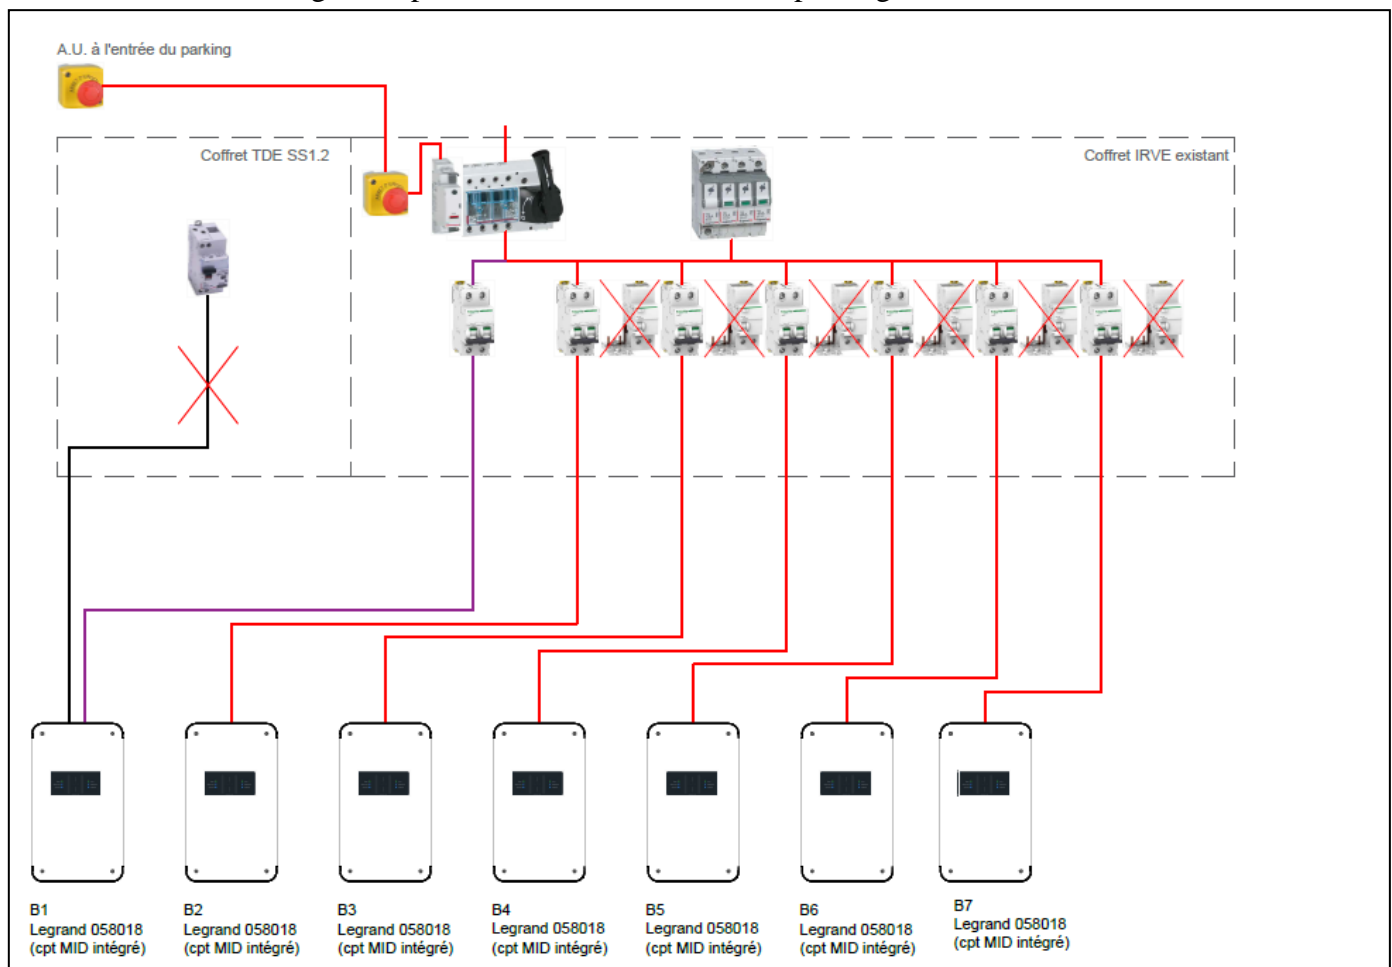 A.U. à l'entrée du parking
Coffret TDE SS1.2
Coffret IRVE existant
B1
Legrand 058018
(cpt MID intégré)
B2
Legrand 058018
(cpt MID intégré)
B3
Legrand 058018
(cpt MID intégré)
B4
Legrand 058018
(cpt MID intégré)
B5
Legrand 058018
(cpt MID intégré)
B6
Legrand 058018
(cpt MID intégré)
B7
Legrand 058018
(cpt MID intégré)